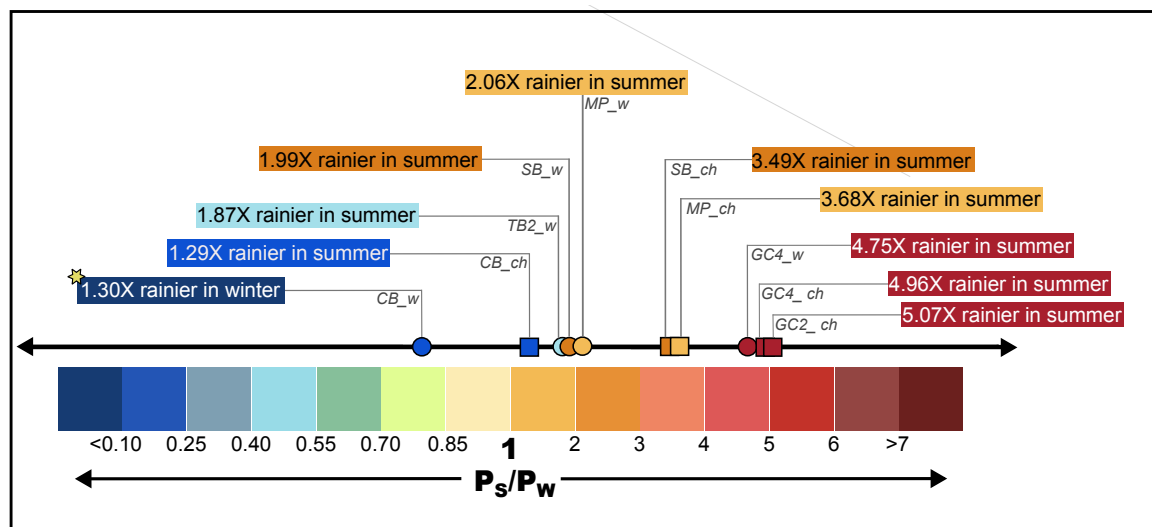 2.06X rainier in summer
MP_w
1.99X rainier in summer
SB_w
SB_ch
3.49X rainier in summer
1.87X rainier in summer
TB2_w
MP_ch
3.68X rainier in summer
1.29X rainier in summer
CB_ch
GC4_w
4.75X rainier in summer
1.30X rainier in winter
CB_w
GC4_ ch
4.96X rainier in summer
GC2_ ch
5.07X rainier in summer
<0.10 0.25 0.40 0.55 0.70 0.85 1 2 3 4 5 6 >7
Ps/Pw